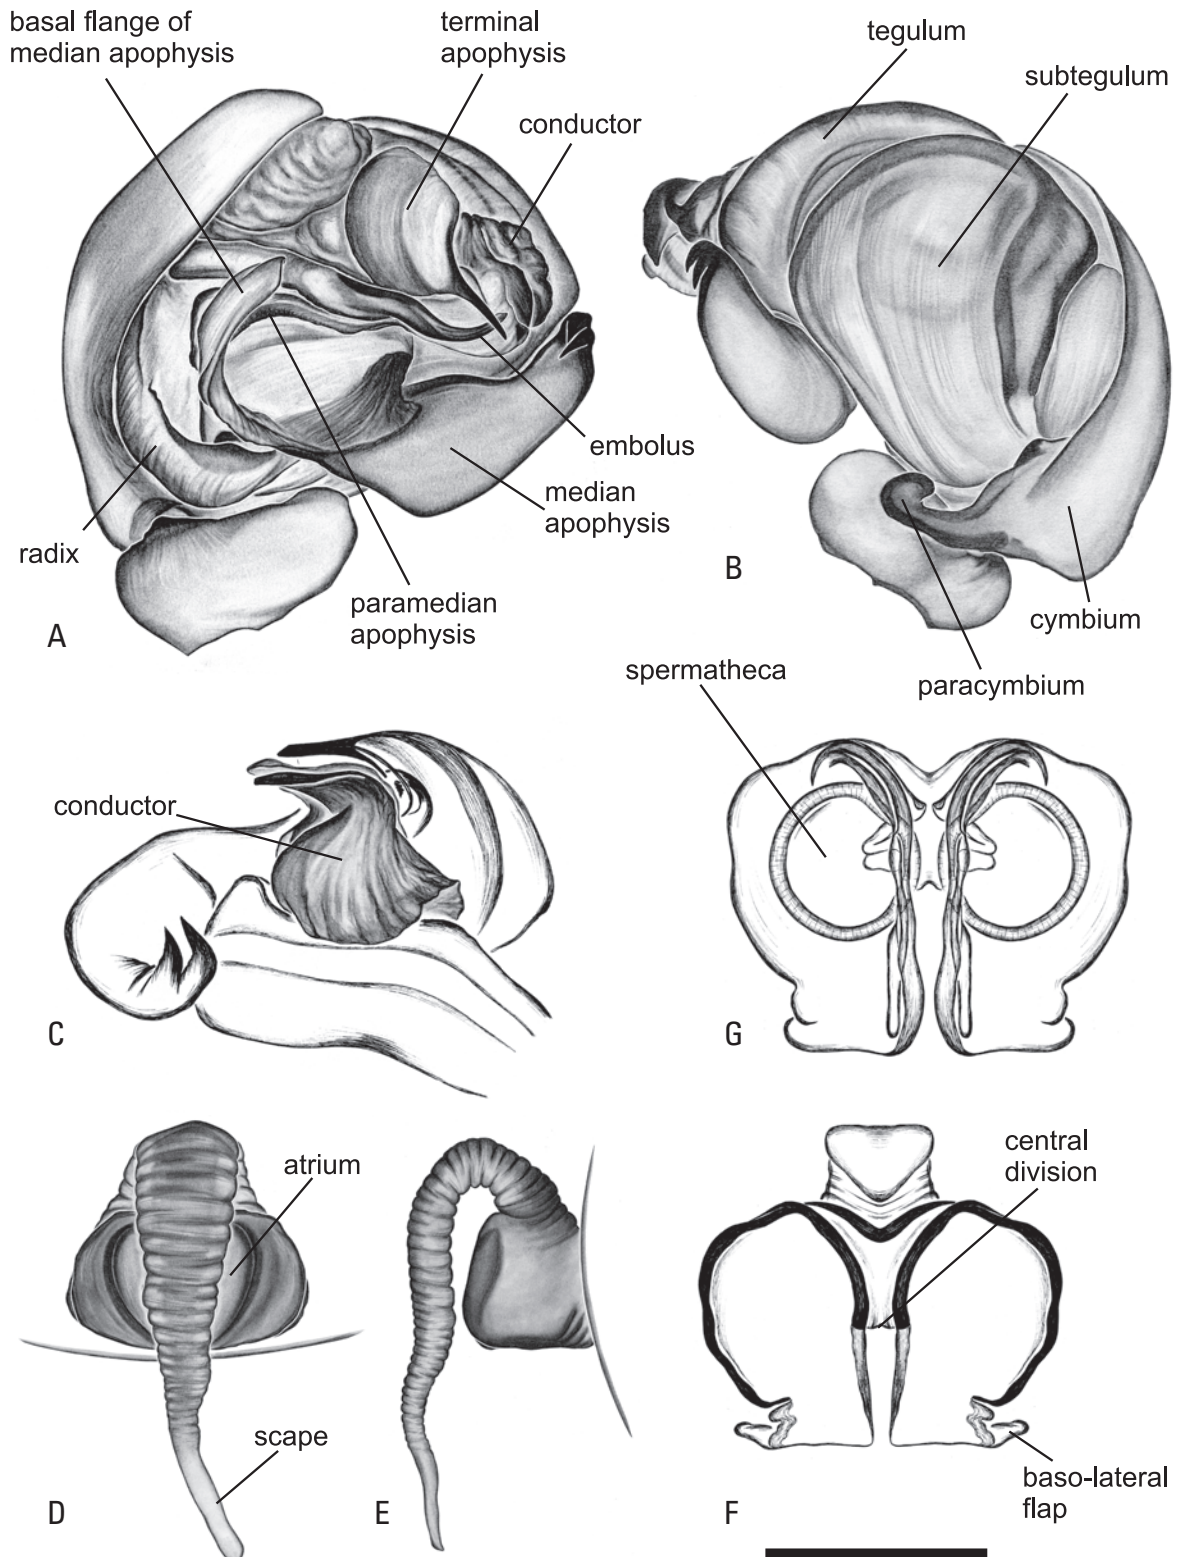 basal flange of
median apophysis
terminal
apophysis
conductor
embolus
median
apophysis
radix
paramedian
apophysis
A
tegulum
subtegulum
B
cymbium
paracymbium
spermatheca
conductor
C
G
atrium
scape
D
E
central
division
baso-lateral
flap
F